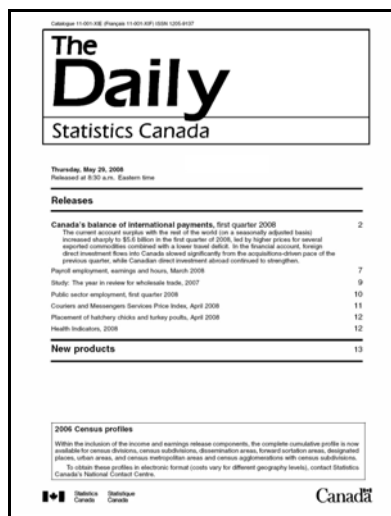 Catalogue 11-001-XIE (Français 11-001-XIF) ISSN 1205-9137
The
Daily
Statistics Canada
Thursday, May 29, 2008
Released at 8:30 a.m. Eastern time
Releases
Canada's balance of international payments, first quarter 2008 2
The current account surplus with the rest of the world (on a seasonally adjusted basis)
increased sharply to $5.6 billion in the first quarter of 2008, led by higher prices for several
exported commodities combined with a lower travel deficit. In the financial account, foreign
direct investment flows into Canada slowed significantly from the acquisitions-driven pace of the
previous quarter, while Canadian direct investment abroad continued to strengthen.
Payroll employment, earnings and hours, March 2008 7
Study: The year in review for wholesale trade, 2007 9
Public sector employment, first quarter 2008 10
Couriers and Messengers Services Price Index, April 2008 11
Placement of hatchery chicks and turkey poults, April 2008 12
Health Indicators, 2008 12
New products 13
2006 Census profiles
Within the inclusion of the income and earnings release components, the complete cumulative profile is now
available for census divisions, census subdivisions, dissemination areas, forward sortation areas, designated
places, urban areas, and census metropolitan areas and census agglomerations with census subdivisions.
To obtain these profiles in electronic format (costs vary for different geography levels), contact Statistics
Canada's National Contact Centre.
Statistics Statistique
Canada Canada
Canada